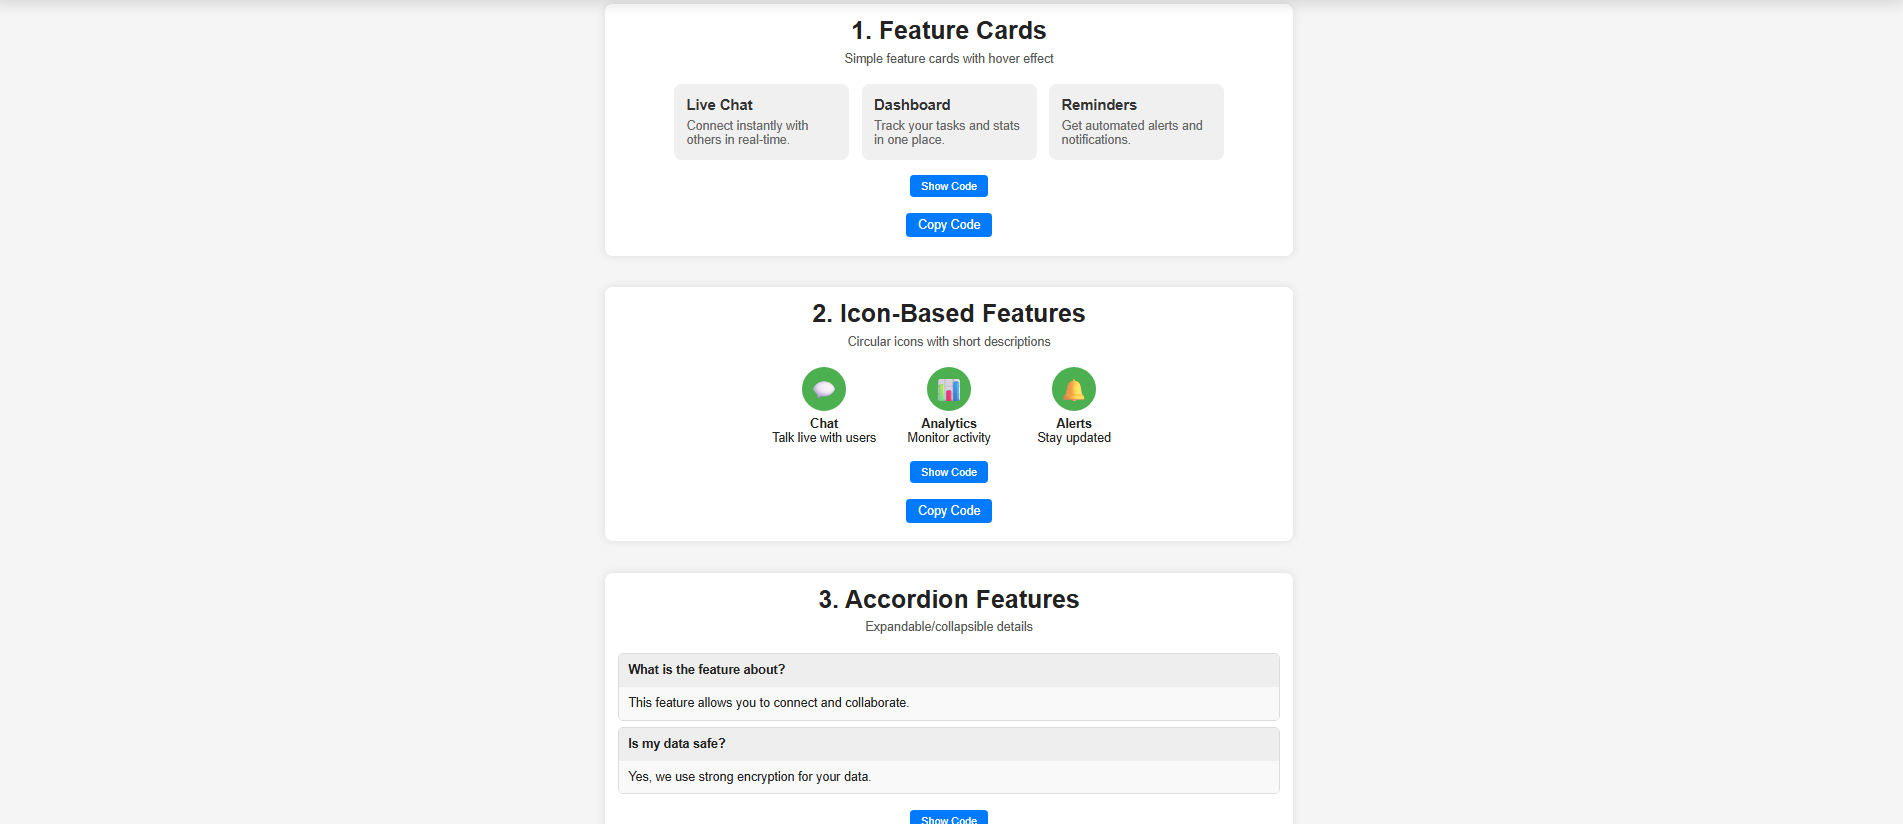 1. Feature Cards
Simple feature cards with hover effect
Live Chat
Connect instantly with
others in real-time.
Dashboard
Track your tasks and stats
in one place.
Reminders
Get automated alerts and
notifications.
Show Code
Copy Code
2. Icon-Based Features
Circular icons with short descriptions
Chat
Talk live with users
Analytics
Monitor activity
Alerts
Stay updated
Show Code
Copy Code
3. Accordion Features
Expandable/collapsible details
What is the feature about?
This feature allows you to connect and collaborate.
Is my data safe?
Yes, we use strong encryption for your data.
Show Code